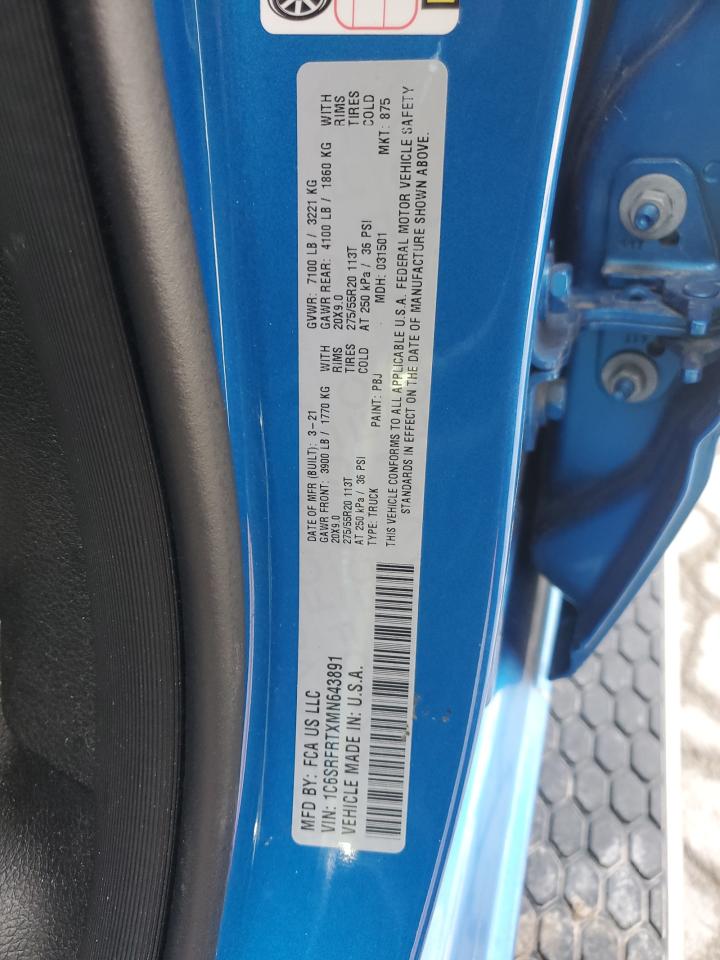 MFD BY: FCA US LLC
VIN: 1C6SRFRTXMN643891
VEHICLE MADE IN: U.S.A.
DATE OF MFR (BUILT): 3-21 GVWR: 7100 LB / 3221 KG
GAWR FRONT: 3900 LB / 1770 KG WITH GAWR REAR: 4100 LB / 1860 KG WITH
20X9.0 RIMS 20X9.0 RIMS
275/55R20 113T TIRES 275/55R20 113T TIRES
AT 250 kPa / 36 PSI COLD AT 250 kPa / 36 PSI COLD
TYPE: TRUCK PAINT: PBJ MDH: 031501 MKT: 875
THIS VEHICLE CONFORMS TO ALL APPLICABLE U.S.A. FEDERAL MOTOR VEHICLE SAFETY
STANDARDS IN EFFECT ON THE DATE OF MANUFACTURE SHOWN ABOVE.